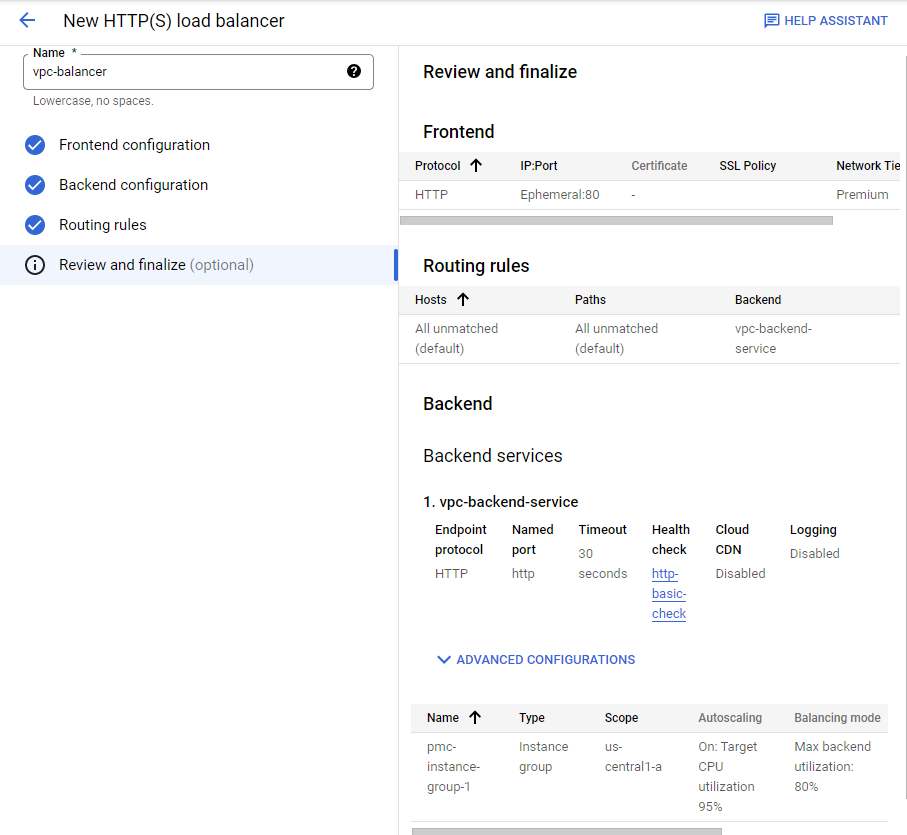 New HTTP(S) load balancer
HELP ASSISTANT
Name *
vpc-balancer
Lowercase, no spaces.
Frontend configuration
Backend configuration
Routing rules
Review and finalize (optional)
Review and finalize
Frontend
Protocol IP:Port Certificate SSL Policy Network Tie
HTTP Ephemeral:80 - Premium
Routing rules
Hosts Paths Backend
All unmatched All unmatched vpc-backend-
(default) (default) service
Backend
Backend services
1. vpc-backend-service
Endpoint Named Timeout Health Cloud Logging
protocol port check CDN
30 Disabled
HTTP http seconds http- Disabled
basic-
check
ADVANCED CONFIGURATIONS
Name Type Scope Autoscaling Balancing mode
pmc- Instance us- On: Target Max backend
instance- group central1-a CPU utilization:
group-1 utilization 80%
95%